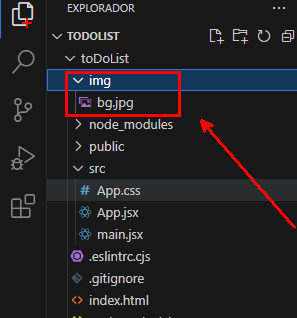 EXPLORADOR
TODOLIST
toDoList
img
bg.jpg
node_modules
public
src
App.css
App.jsx
main.jsx
.eslintrc.cjs
.gitignore
index.html